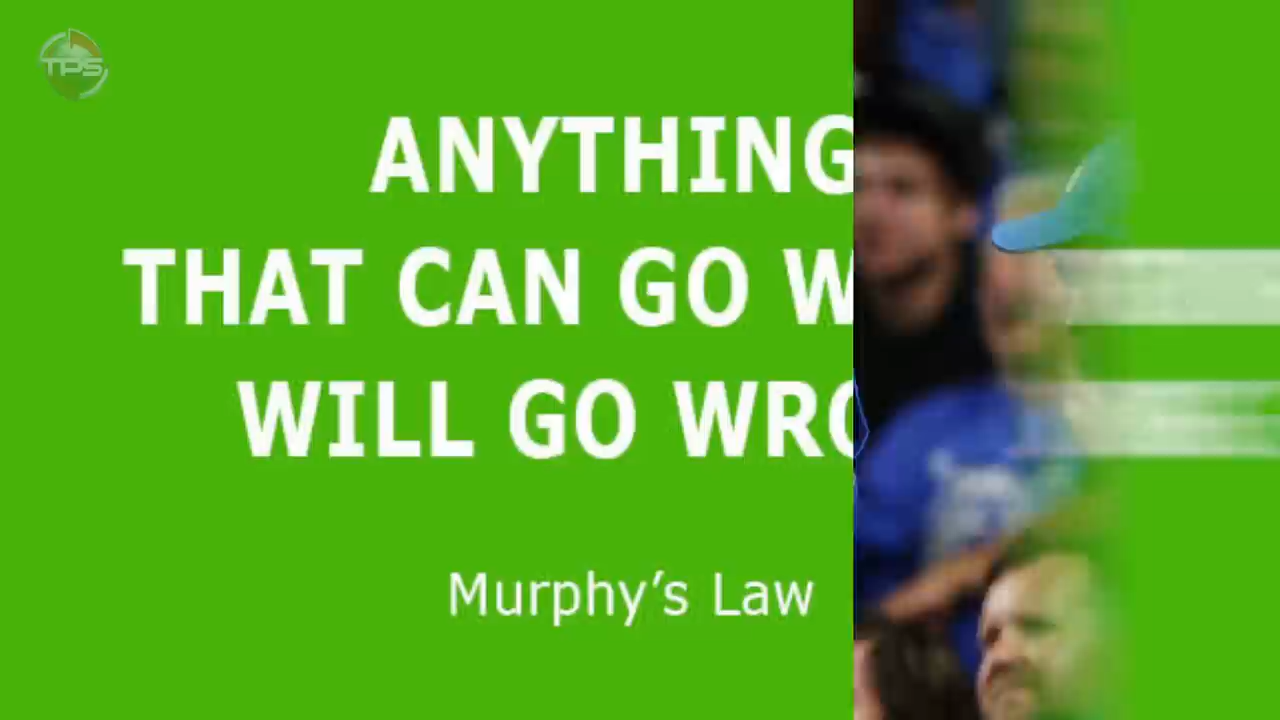 TPS
ANYTHING
THAT CAN GO W
WILL GO WRO
Murphy’s Law